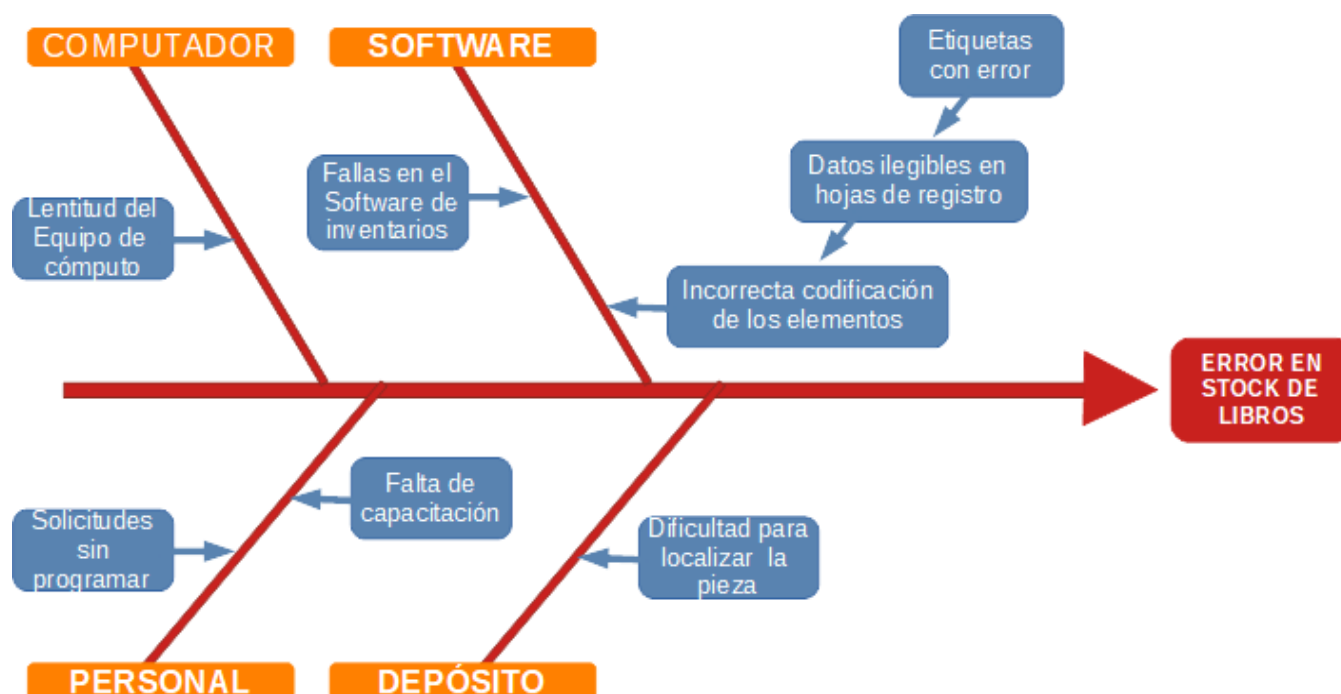 COMPUTADOR
SOFTWARE
Etiquetas
con error
Fallas en el
Software de
inventarios
Datos ilegibles en
hojas de registro
Lentitud del
Equipo de
cómputo
Incorrecta codificación
de los elementos
ERROR EN
STOCK DE
LIBROS
Falta de
capacitación
Solicitudes
sin
programar
Dificultad para
localizar la
pieza
PERSONAL
DEPÓSITO